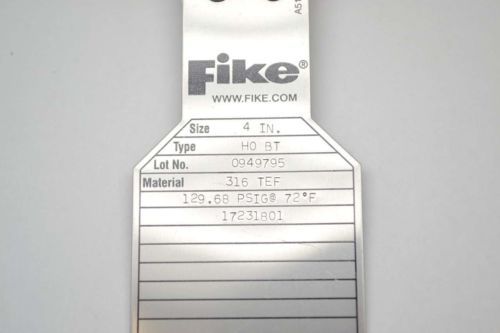 A51
Fike®
WWW.FIKE.COM
Size 4 IN.
Type HO BT
Lot No. 0949795
Material 316 TEF
129.68 PSIG@ 72°F
17231801